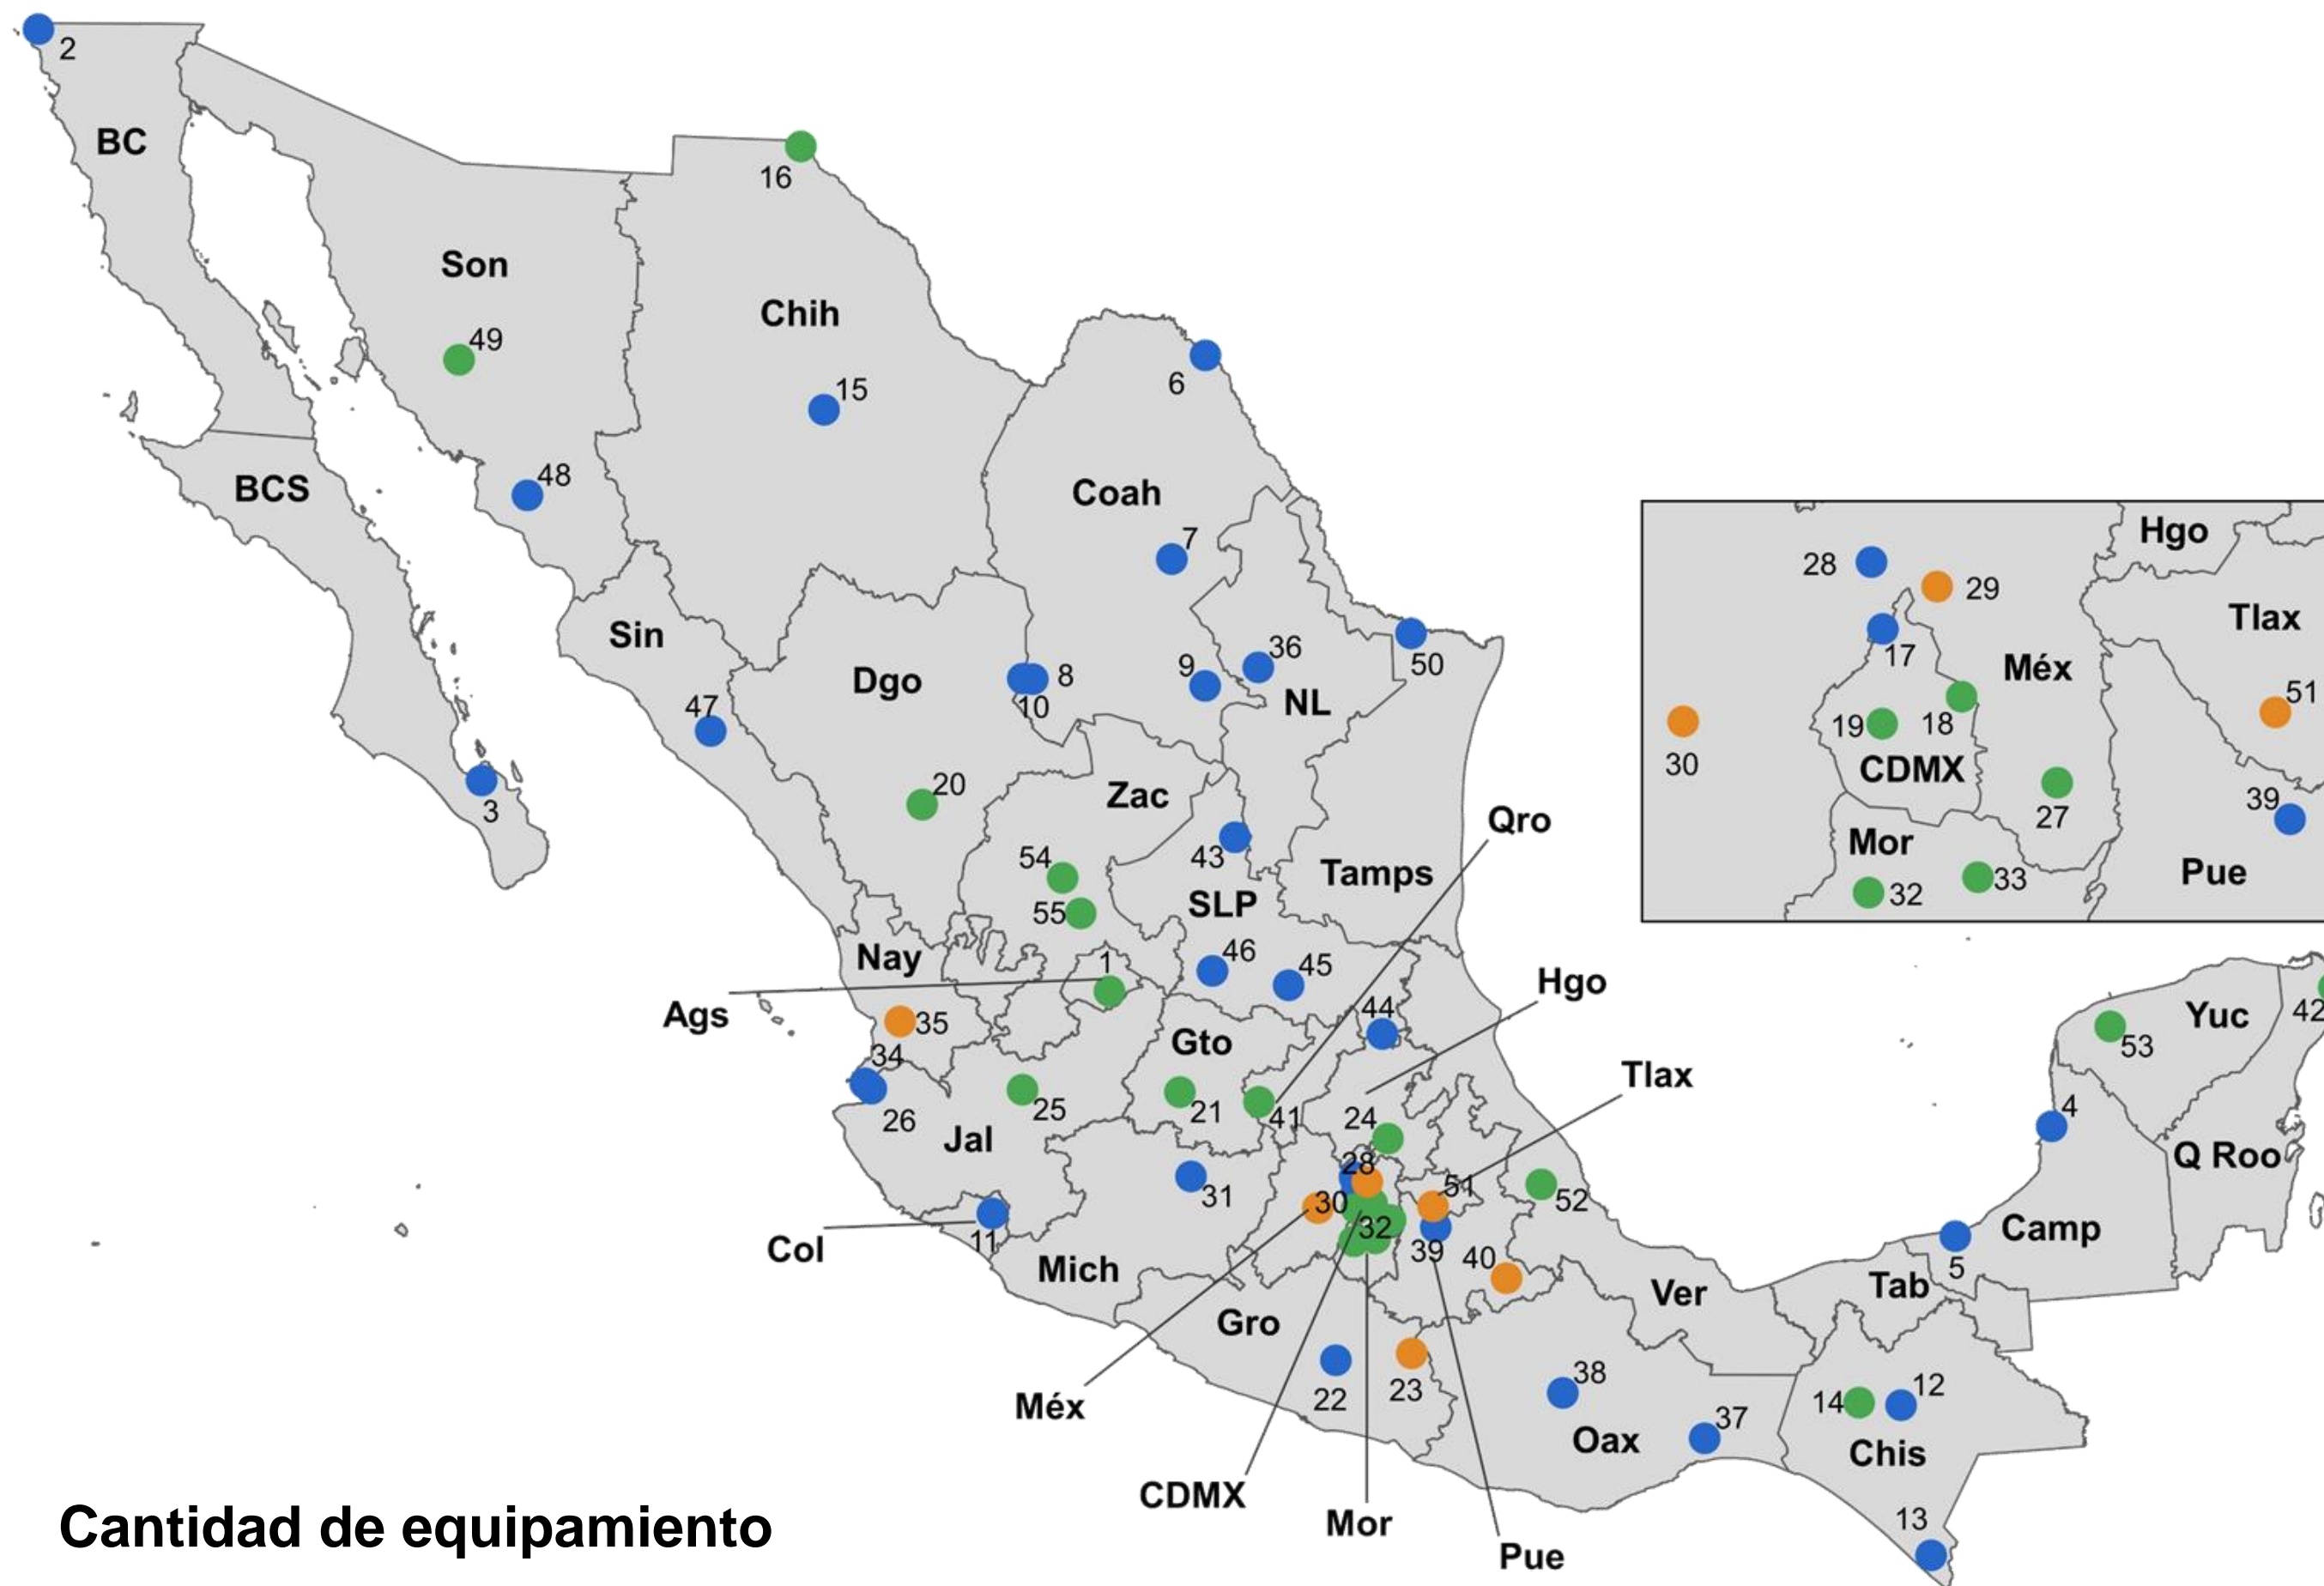 2
BC
16
Son
Chih
49
6
15
48
Coah
BCS
7
Hgo
28
29
Tlax
17
Méx
51
19
18
30
CDMX
27
39
Mor
Pue
32
33
Sin
36
50
9
8
Dgo
10
NL
47
20
3
Zac
Qro
54
43
Tamps
SLP
55
Nay
46
45
1
Hgo
Ags
35
44
Yuc
42
53
34
Gto
Tlax
4
26
25
21
41
24
Jal
Q Roo
28
31
30
51
52
32
Camp
Col
11
39
40
5
Mich
Tab
Ver
Gro
38
12
22
23
14
Méx
37
Oax
Chis
CDMX
Mor
13
Cantidad de equipamiento
Pue